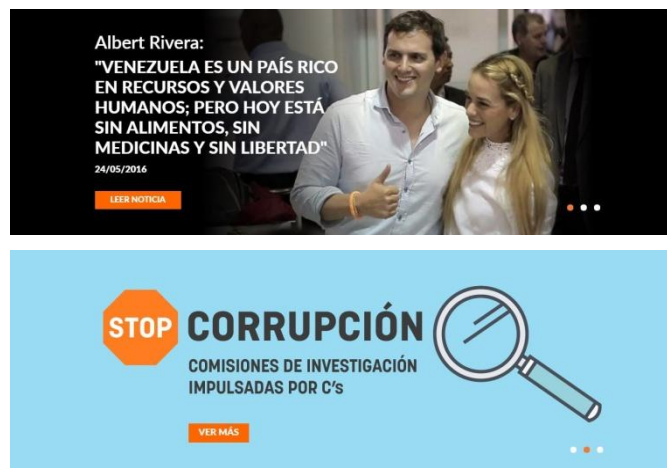 Albert Rivera:
"VENEZUELA ES UN PAÍS RICO
EN RECURSOS Y VALORES
HUMANOS; PERO HOY ESTÁ
SIN ALIMENTOS, SIN
MEDICINAS Y SIN LIBERTAD"
24/05/2016
LEER NOTICIA
STOP CORRUPCIÓN
COMISIONES DE INVESTIGACIÓN
IMPULSADAS POR C's
VER MÁS